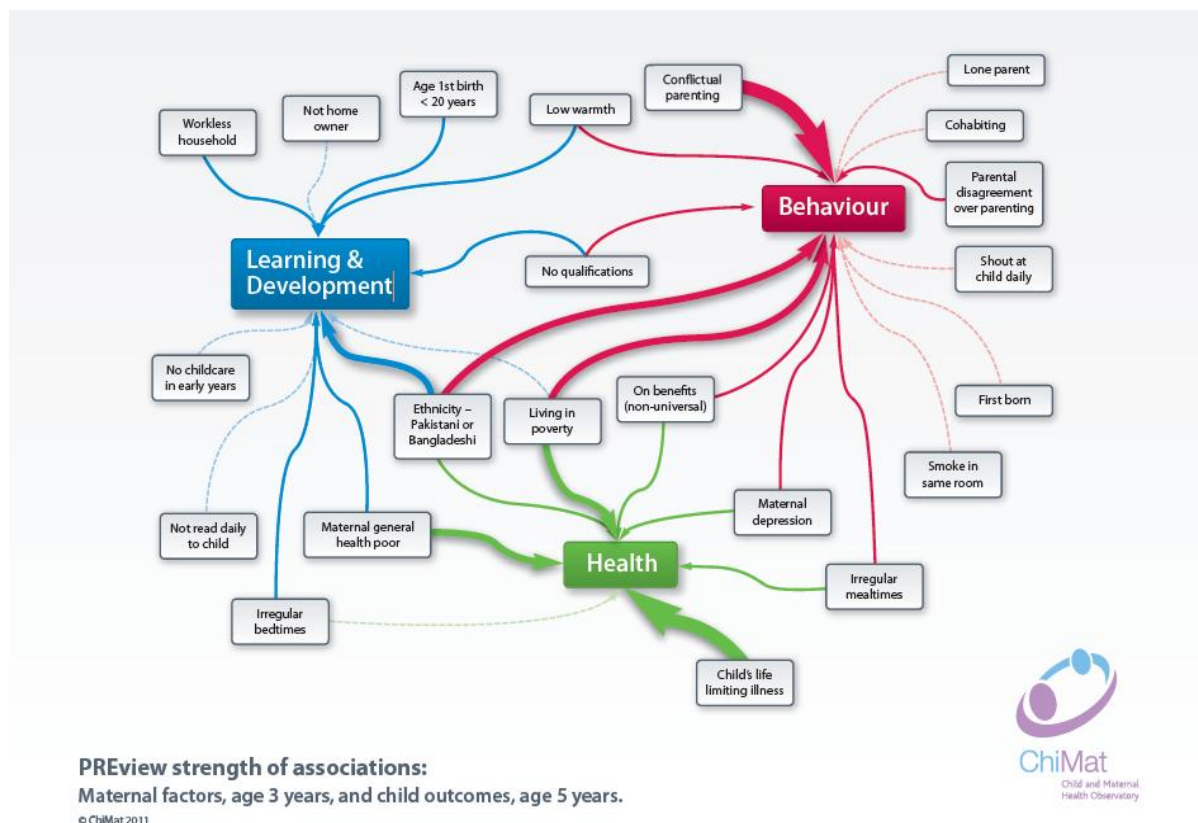 Conflictual
parenting
Lone parent
Age 1st birth
< 20 years
Not home
owner
Low warmth
Workless
household
Cohabiting
Parental
disagreement
over parenting
Behaviour
Learning &
Development
No qualifications
Shout at
child daily
No childcare
in early years
On benefits
(non-universal)
First born
Ethnicity –
Pakistani or
Bangladeshi
Living in
poverty
Smoke in
same room
Maternal
depression
Not read daily
to child
Maternal general
health poor
Health
Irregular
mealtimes
Irregular
bedtimes
Child's life
limiting illness
ChiMat
Child and Maternal
Health Observatory
PREview strength of associations:
Maternal factors, age 3 years, and child outcomes, age 5 years.
© ChiMat 2011